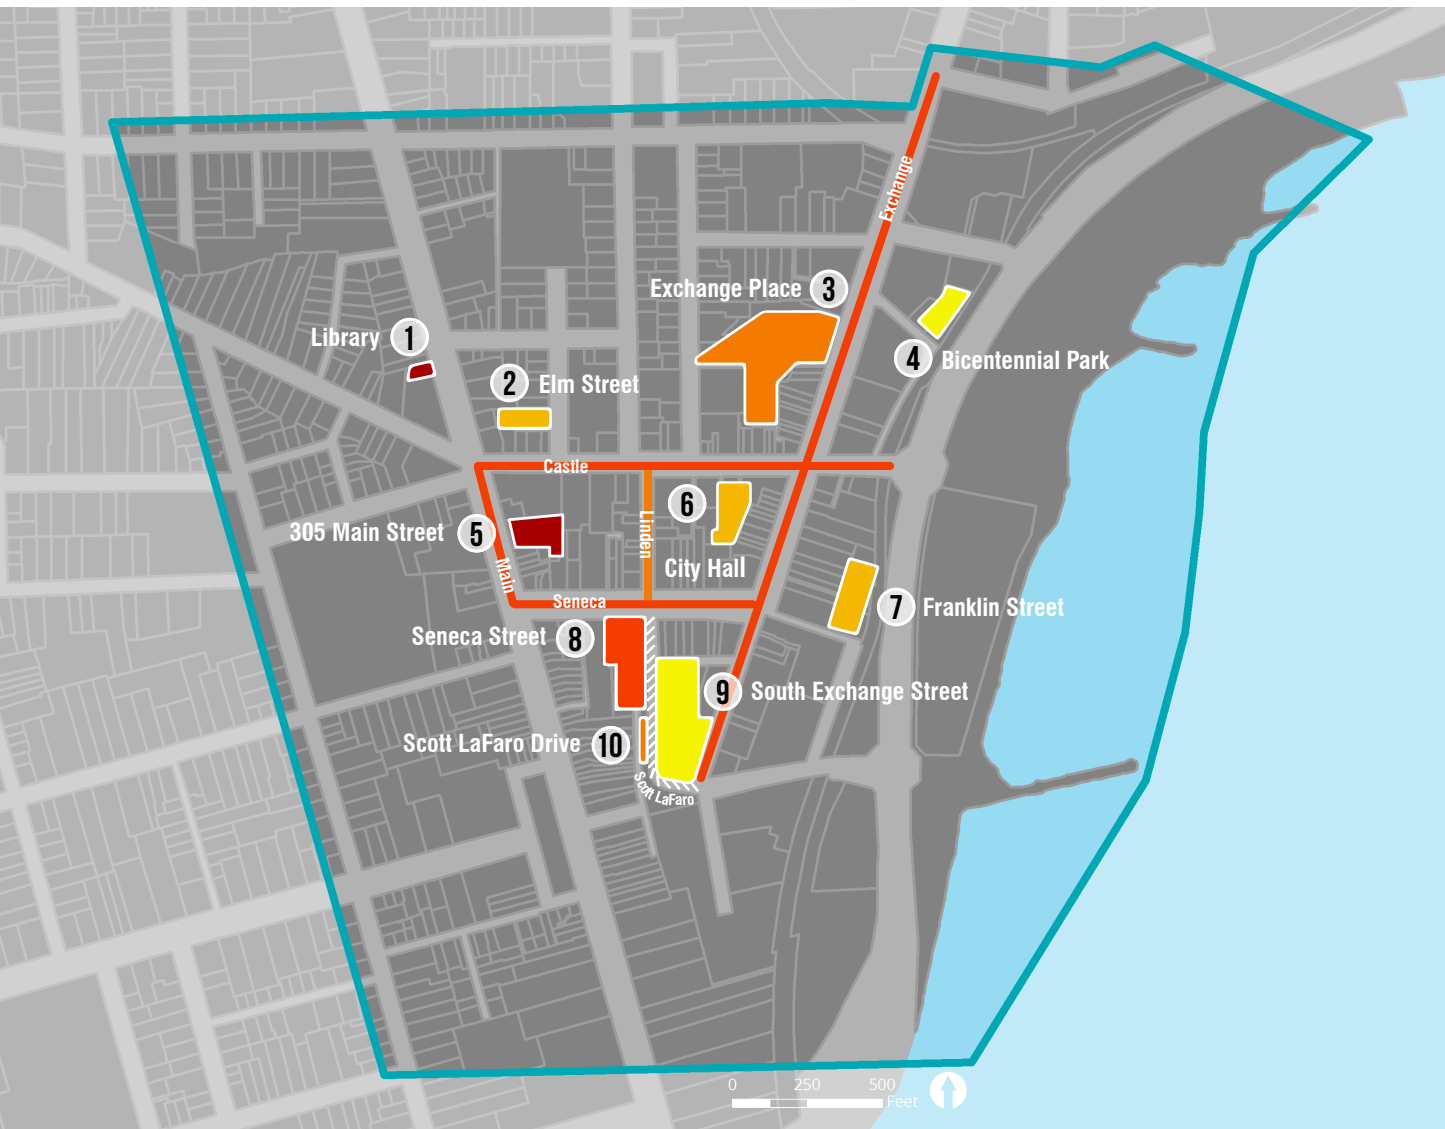 Exchange
Exchange Place 3
Library 1
4 Bicentennial Park
2 Elm Street
Castle
6
305 Main Street 5
Linden
City Hall
Main
Seneca
7 Franklin Street
Seneca Street 8
9 South Exchange Street
Scott LaFaro Drive 10
Scott LaFaro
0 250 500
Feet